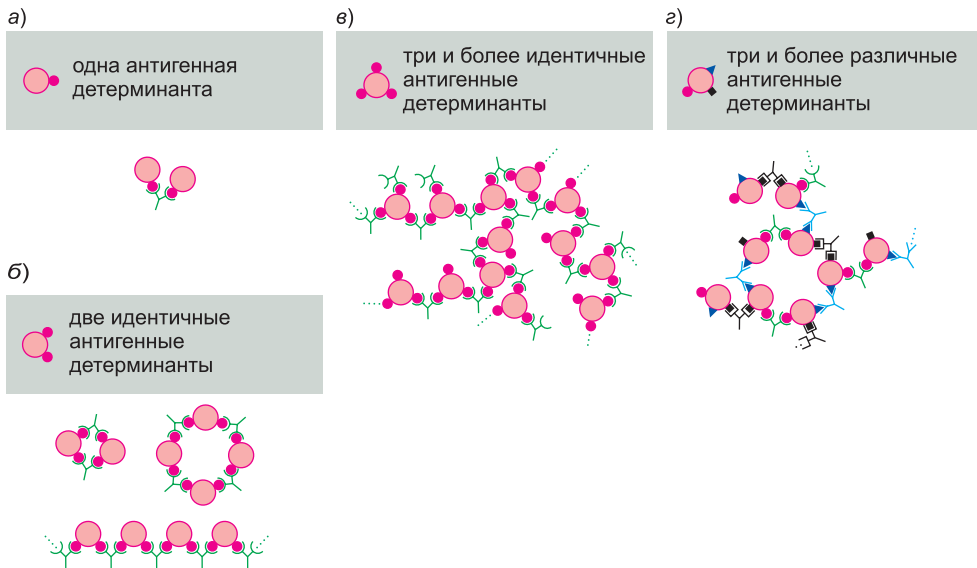 а)
одна антигенная
детерминанта
б)
две идентичные
антигенные
детерминанты
в)
три и более идентичные
антигенные
детерминанты
г)
три и более различные
антигенные
детерминанты